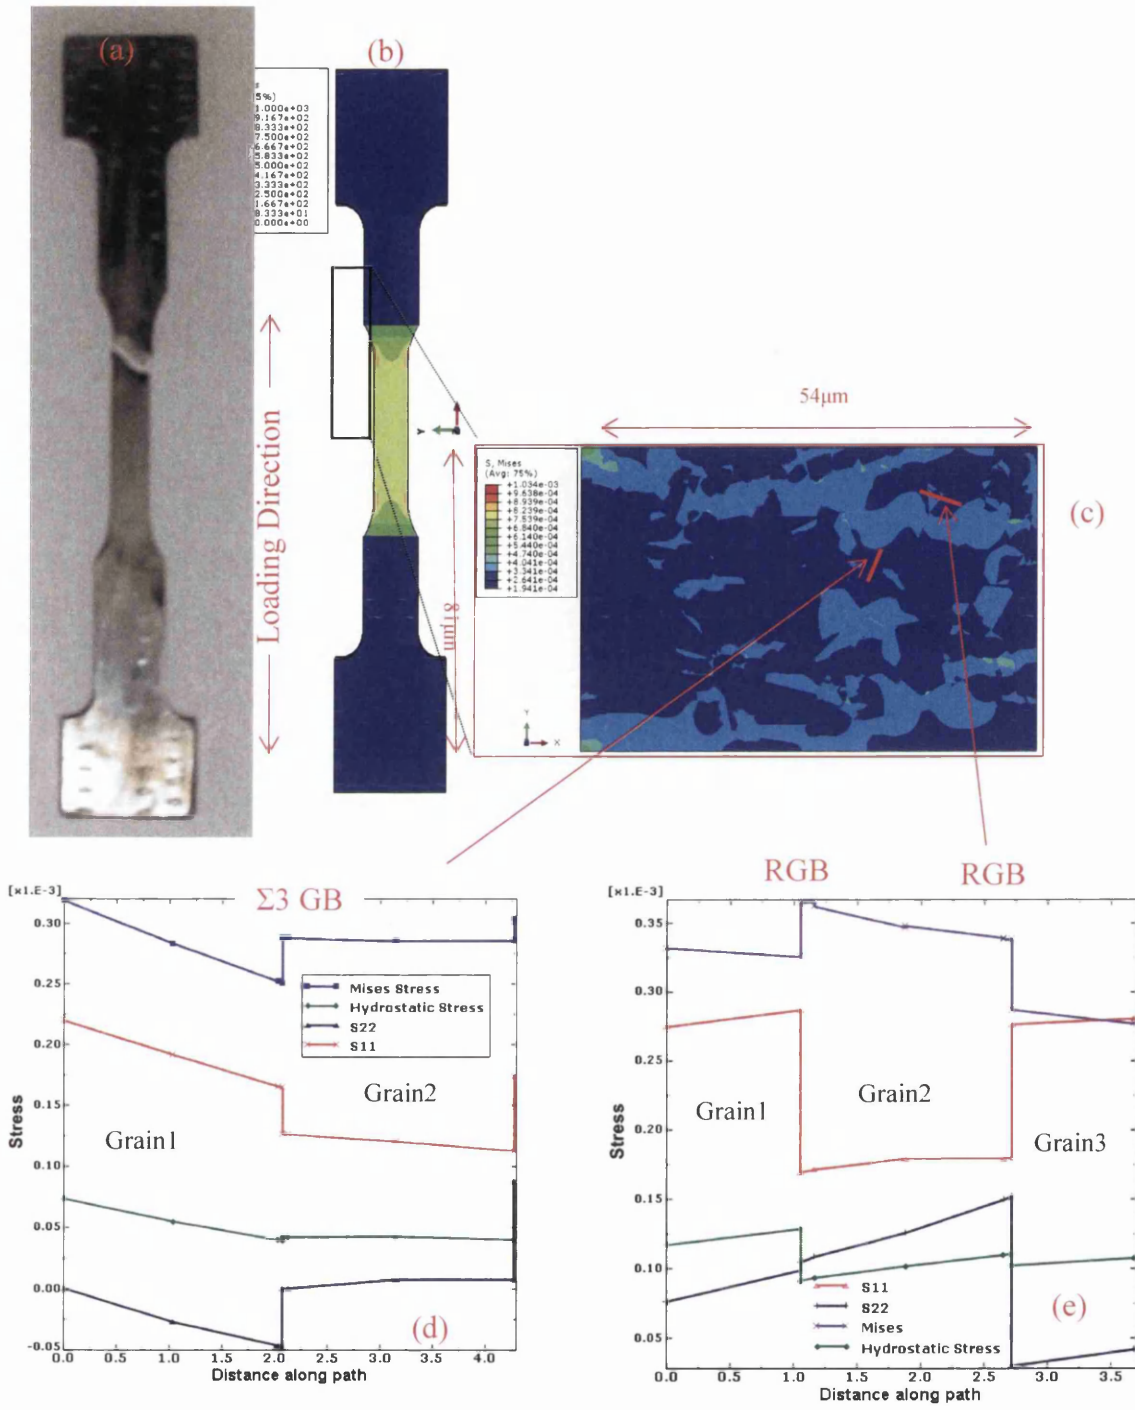 (a)
(b)
5%)
1.000e+03
9.167e+02
8.333e+02
7.500e+02
6.667e+02
5.833e+02
5.000e+02
4.167e+02
3.333e+02
2.500e+02
1.667e+02
8.333e+01
0.000e+00
Loading Direction
Y
81µm
54µm
S, Mises
(Avg: 75%)
+1.034e-03
+9.638e-04
+8.939e-04
+8.239e-04
+7.539e-04
+6.840e-04
+6.140e-04
+5.440e-04
+4.740e-04
+4.041e-04
+3.341e-04
+2.641e-04
+1.941e-04
Y
X
(c)
[×1.E-3]
Σ3 GB
0.30
0.25
0.20
0.15
0.10
0.05
0.00
-0.05
Stress
Mises Stress
Hydrostatic Stress
S22
S11
Grain1
Grain2
(d)
0.0 0.5 1.0 1.5 2.0 2.5 3.0 3.5 4.0
Distance along path
RGB
RGB
[×1.E-3]
0.35
0.30
0.25
0.20
0.15
0.10
0.05
Stress
Grain1
Grain2
Grain3
S11
S22
Mises
Hydrostatic Stress
(e)
0.0 0.5 1.0 1.5 2.0 2.5 3.0 3.5
Distance along path